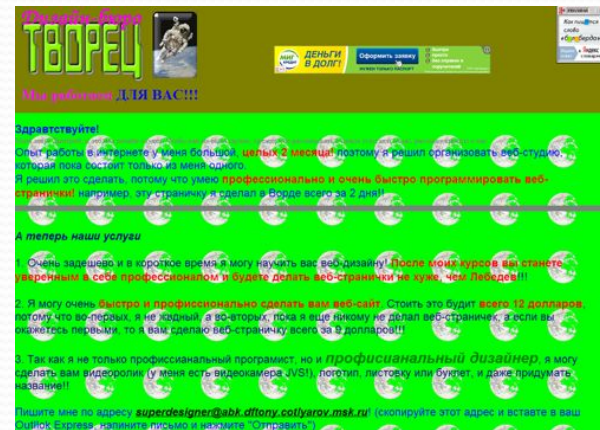 Дизайн-бюро
ТВОРЕЦ
Мы работаем ДЛЯ ВАС!!!
МИГ
ДЕНЬГИ
В ДОЛГ!
Оформить заявку
Здравтствуйте!
Опыт работы в интернете у меня большой, целых 2 месяца! поэтому я решил организовать веб-студию,
которая пока состоит только из меня одного.
Я решил это сделать, потому что умею профессионально и очень быстро программировать веб-
странички! например, эту страничку я сделал в Ворде всего за 2 дня!!
А теперь наши услуги
1. Очень задешево и в короткое время я могу научить вас веб-дизайну! После моих курсов вы станете
уверенным в себе профессионалом и будете делать веб-странички не хуже, чем Лебедев!!!
2. Я могу очень быстро и профиссионально сделать вам веб-сайт. Стоить это будит всего 12 долларов,
потому что во-первых, я не жадный, а во-вторых, пока я еще никому не делал веб-страничек, а если вы
окажетесь первыми, то я вам сделаю веб-страничку всего за 9 долларов!!!
3. Так как я не только профиссианальный програмист, но и профисианальный дизайнер, я могу
сделать вам видеоролик (у меня есть видеокамера JVS!), логотип, листовку или буклет, и даже придумать
название!!
Пишите мне по адресу superdesigner@abk.dftony.cotlyarov.msk.ru! (скопируйте этот адрес и вставте в ваш
Outllok Express, напишите письмо и нажмите "Отправить")